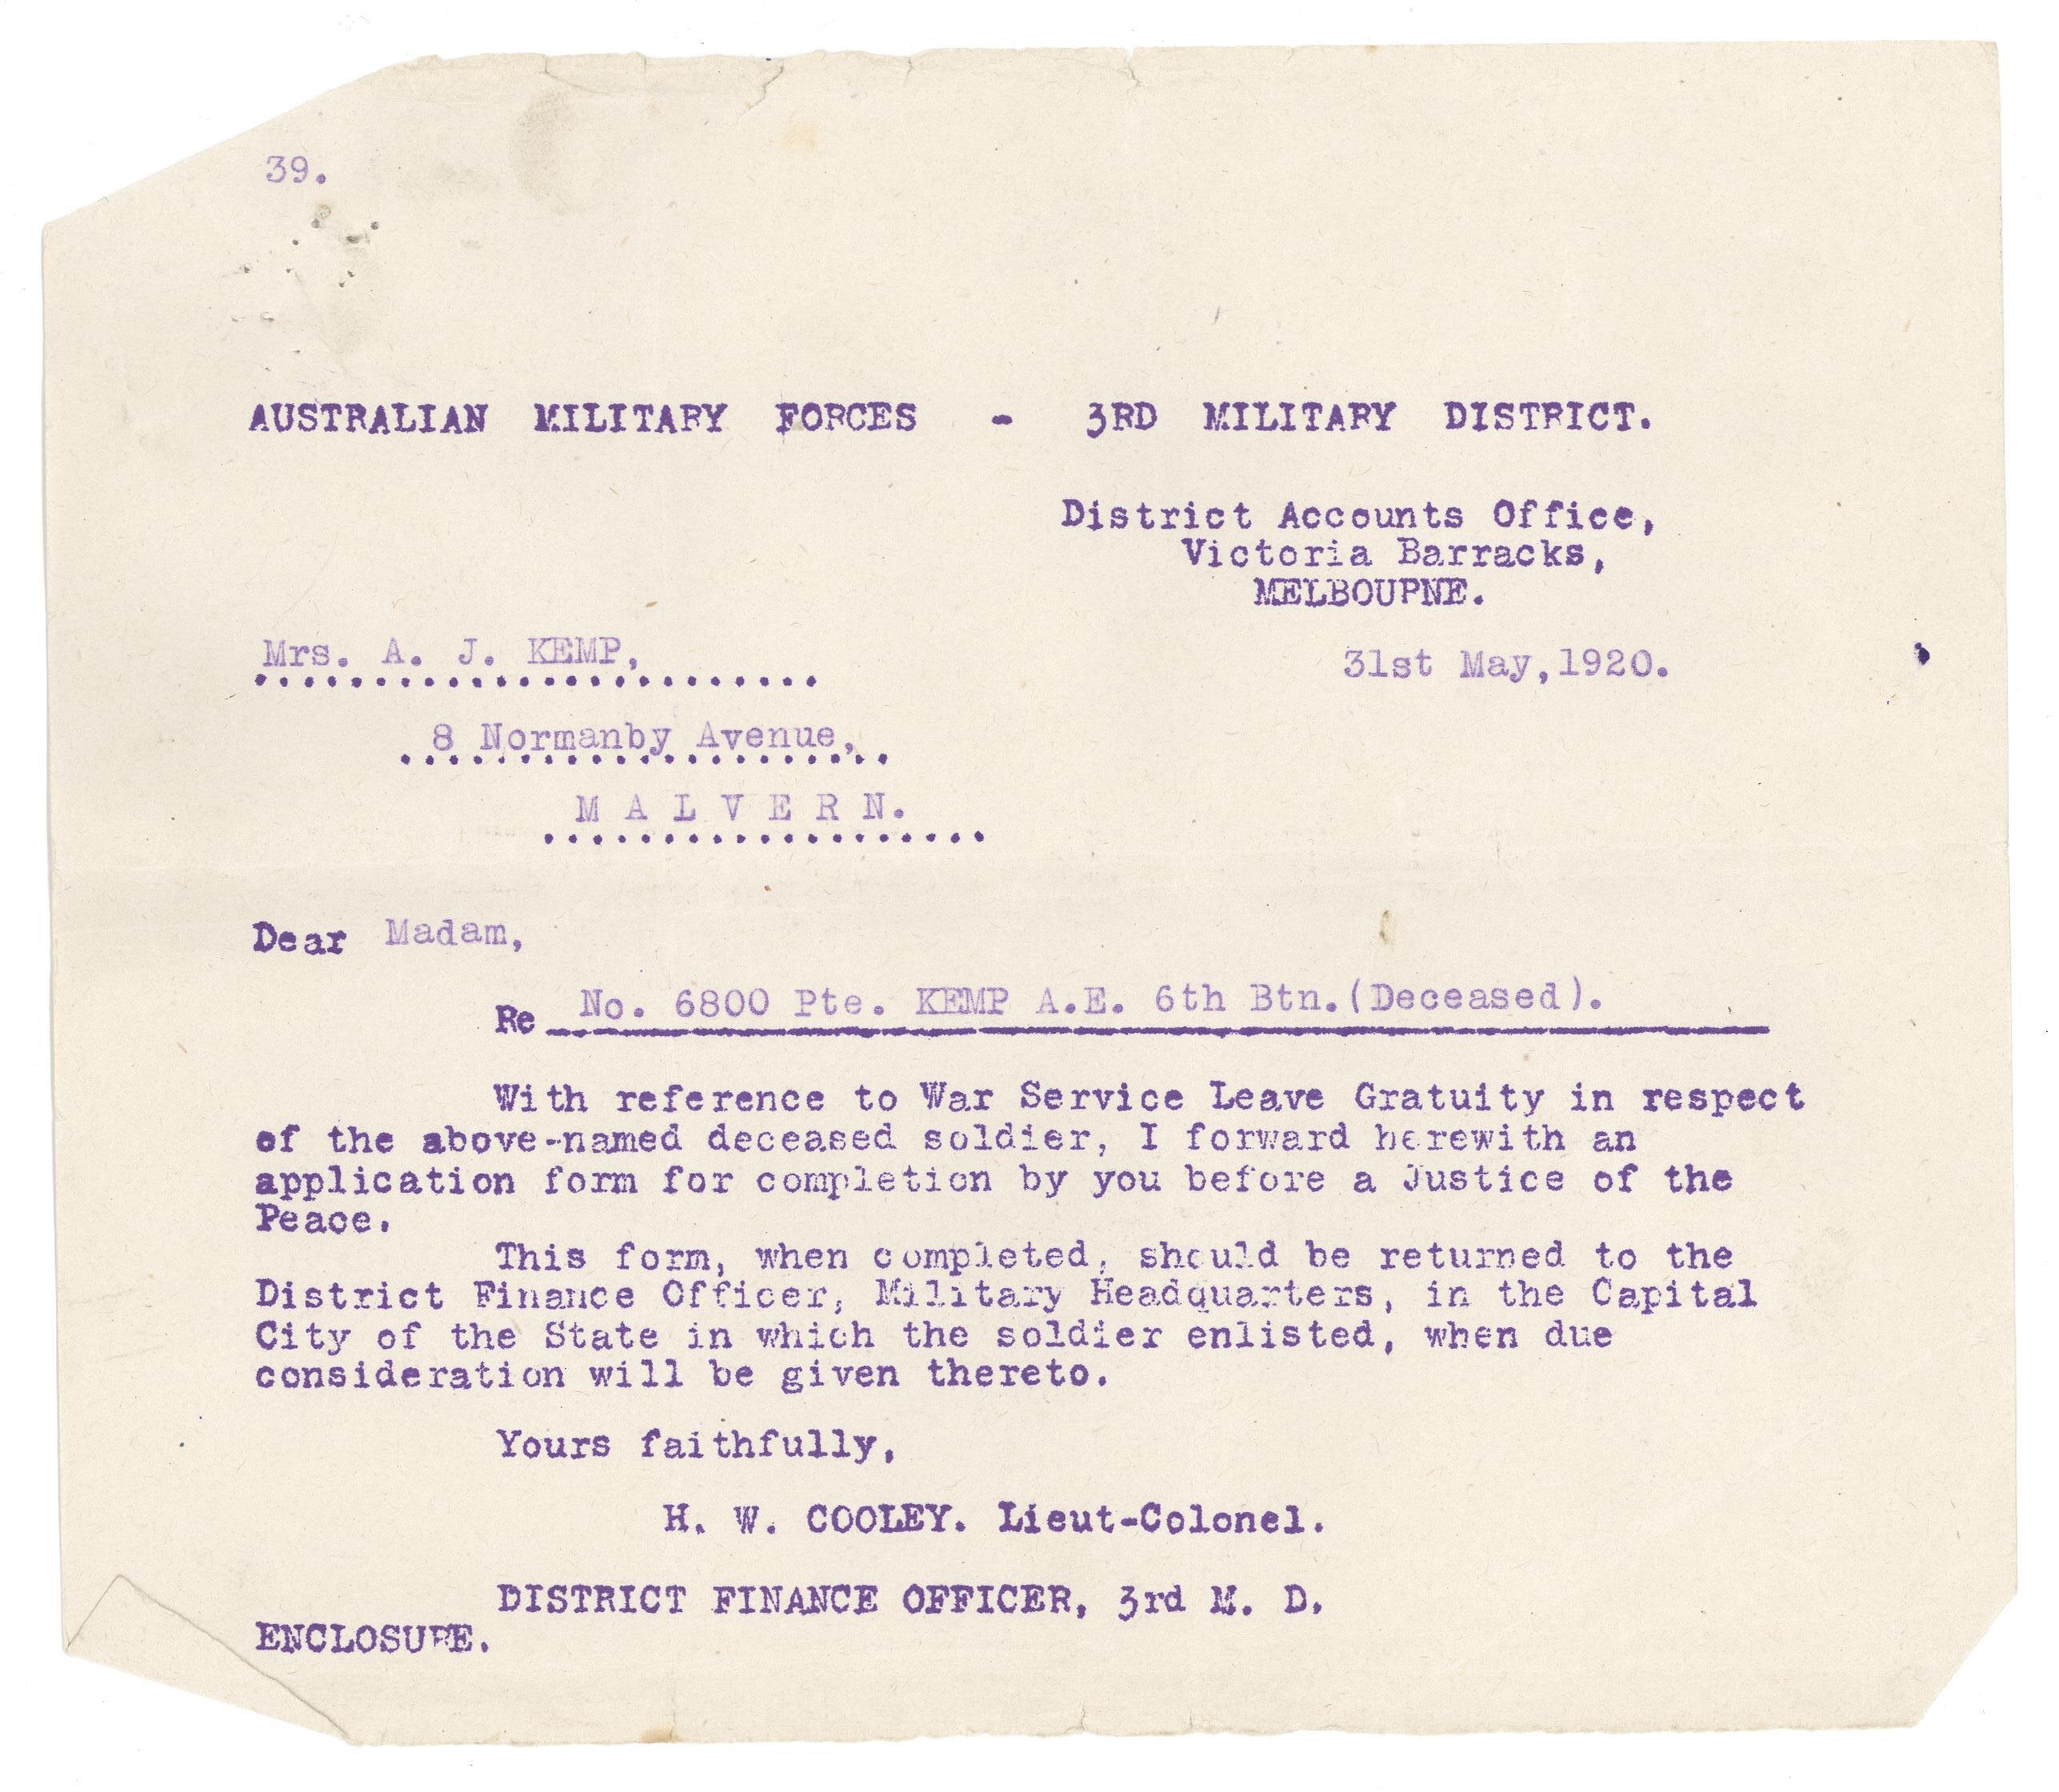 39.
AUSTRALIAN MILITARY FORCES - 3RD MILITARY DISTRICT.
District Accounts Office,
Victoria Barracks,
MELBOURNE.
Mrs. A. J. KEMP,
31st May, 1920.
8 Normanby Avenue,
M A L V E R N.
Dear Madam,
Re No. 6800 Pte. KEMP A.E. 6th Btn.(Deceased).
With reference to War Service Leave Gratuity in respect
of the above-named deceased soldier, I forward herewith an
application form for completion by you before a Justice of the
Peace.
This form, when completed, should be returned to the
District Finance Officer, Military Headquarters, in the Capital
City of the State in which the soldier enlisted, when due
consideration will be given thereto.
Yours faithfully,
H. W. COOLEY. Lieut-Colonel.
DISTRICT FINANCE OFFICER, 3rd M. D.
ENCLOSURE.